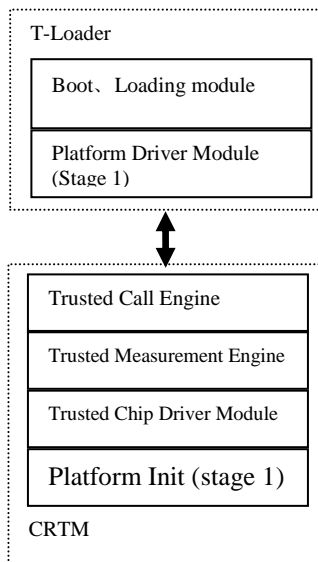 T-Loader
Boot、Loading module
Platform Driver Module
(Stage 1)
Trusted Call Engine
Trusted Measurement Engine
Trusted Chip Driver Module
Platform Init (stage 1)
CRTM